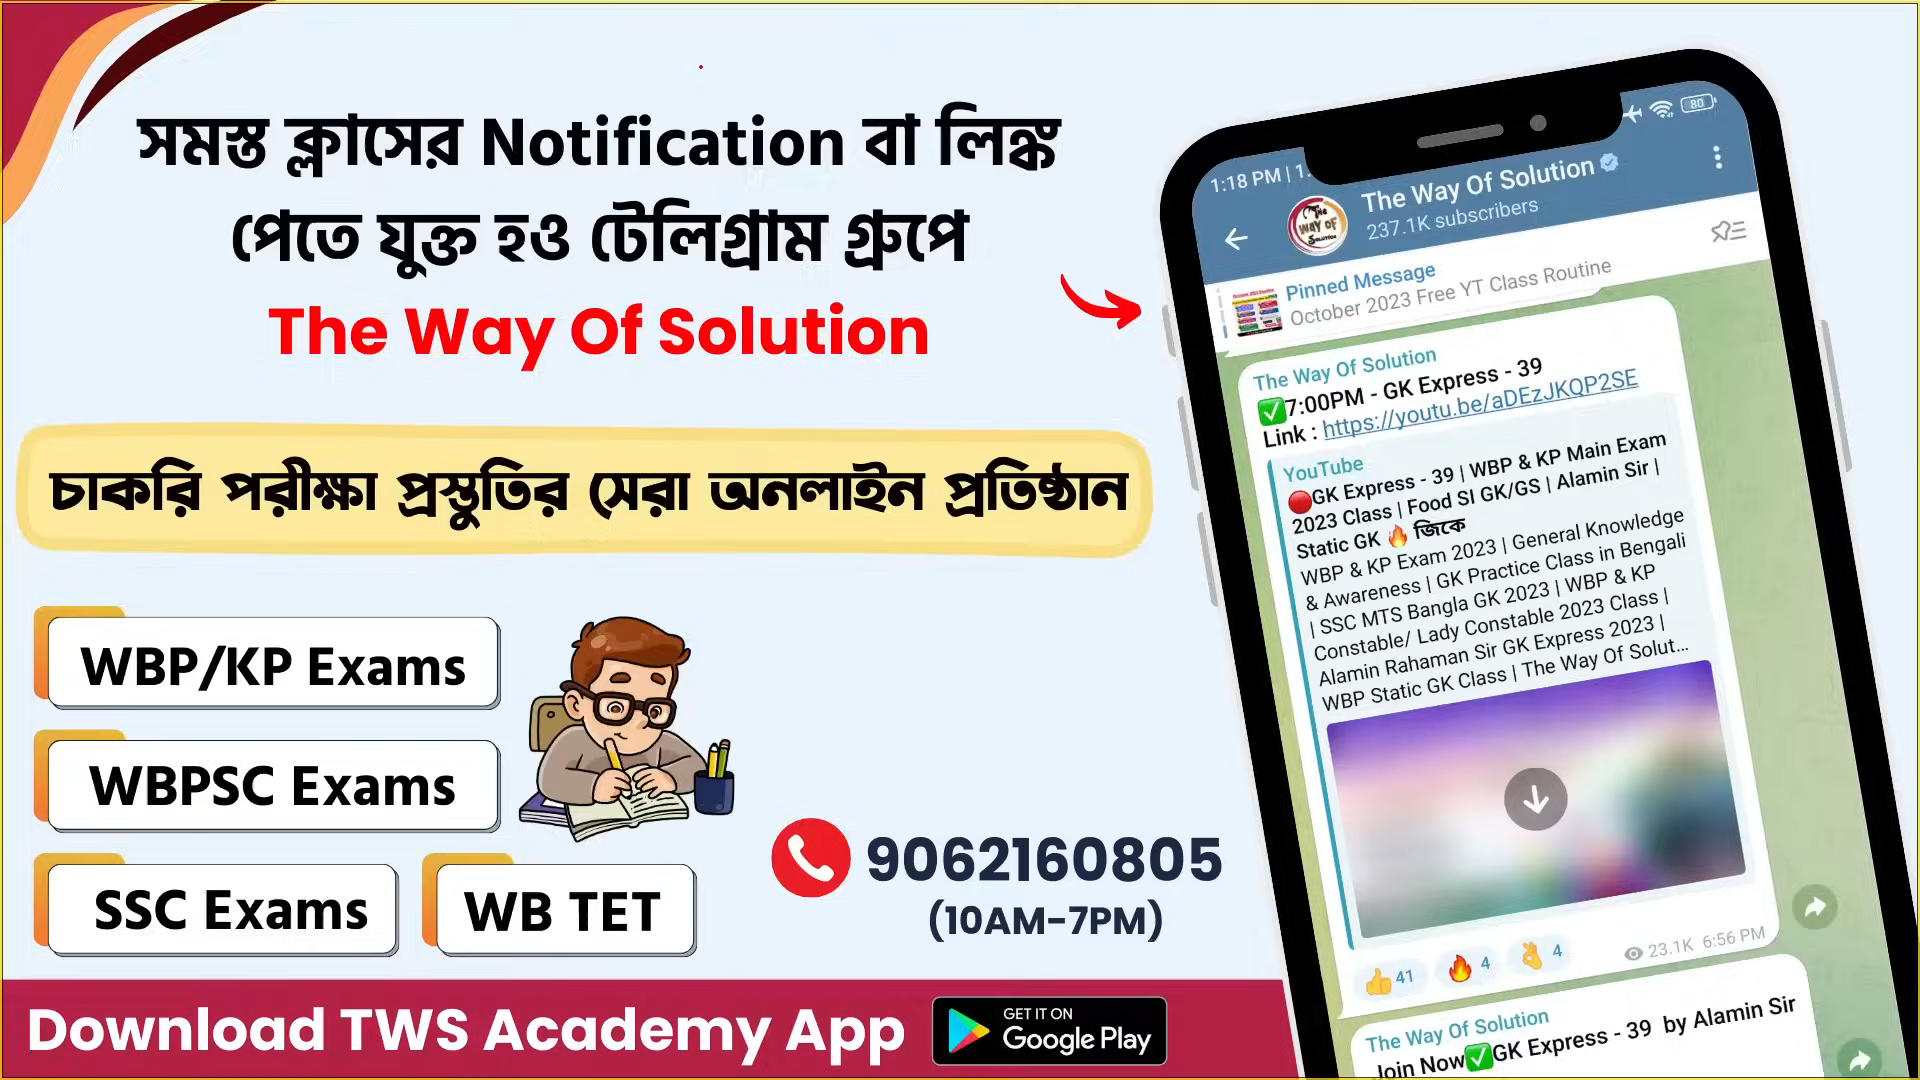 সমস্ত ক্লাসের Notification বা লিঙ্ক
পেতে যুক্ত হও টেলিগ্রাম গ্রুপে
The Way Of Solution
চাকরি পরীক্ষা প্রস্তুতির সেরা অনলাইন প্রতিষ্ঠান
WBP/KP Exams
WBPSC Exams
SSC Exams
WB TET
9062160805
(10AM-7PM)
Download TWS Academy App
GET IT ON
Google Play
1:18 PM | 1.
80
The Way Of Solution
237.1K subscribers
The WAY OF Solution
Pinned Message
October 2023 Free YT Class Routine
The Way Of Solution
✅7:00PM - GK Express - 39
Link : https://youtu.be/aDEzJKQP2SE
YouTube
🔴GK Express - 39 | WBP & KP Main Exam
2023 Class | Food SI GK/GS | Alamin Sir |
Static GK 🔥 জিকে
WBP & KP Exam 2023 | General Knowledge
& Awareness | GK Practice Class in Bengali
| SSC MTS Bangla GK 2023 | WBP & KP
Constable/ Lady Constable 2023 Class |
Alamin Rahaman Sir GK Express 2023 |
WBP Static GK Class | The Way Of Solut...
👍 41 🔥 4 👌 4
23.1K 6:56 PM
The Way Of Solution
Join Now✅GK Express - 39 by Alamin Sir